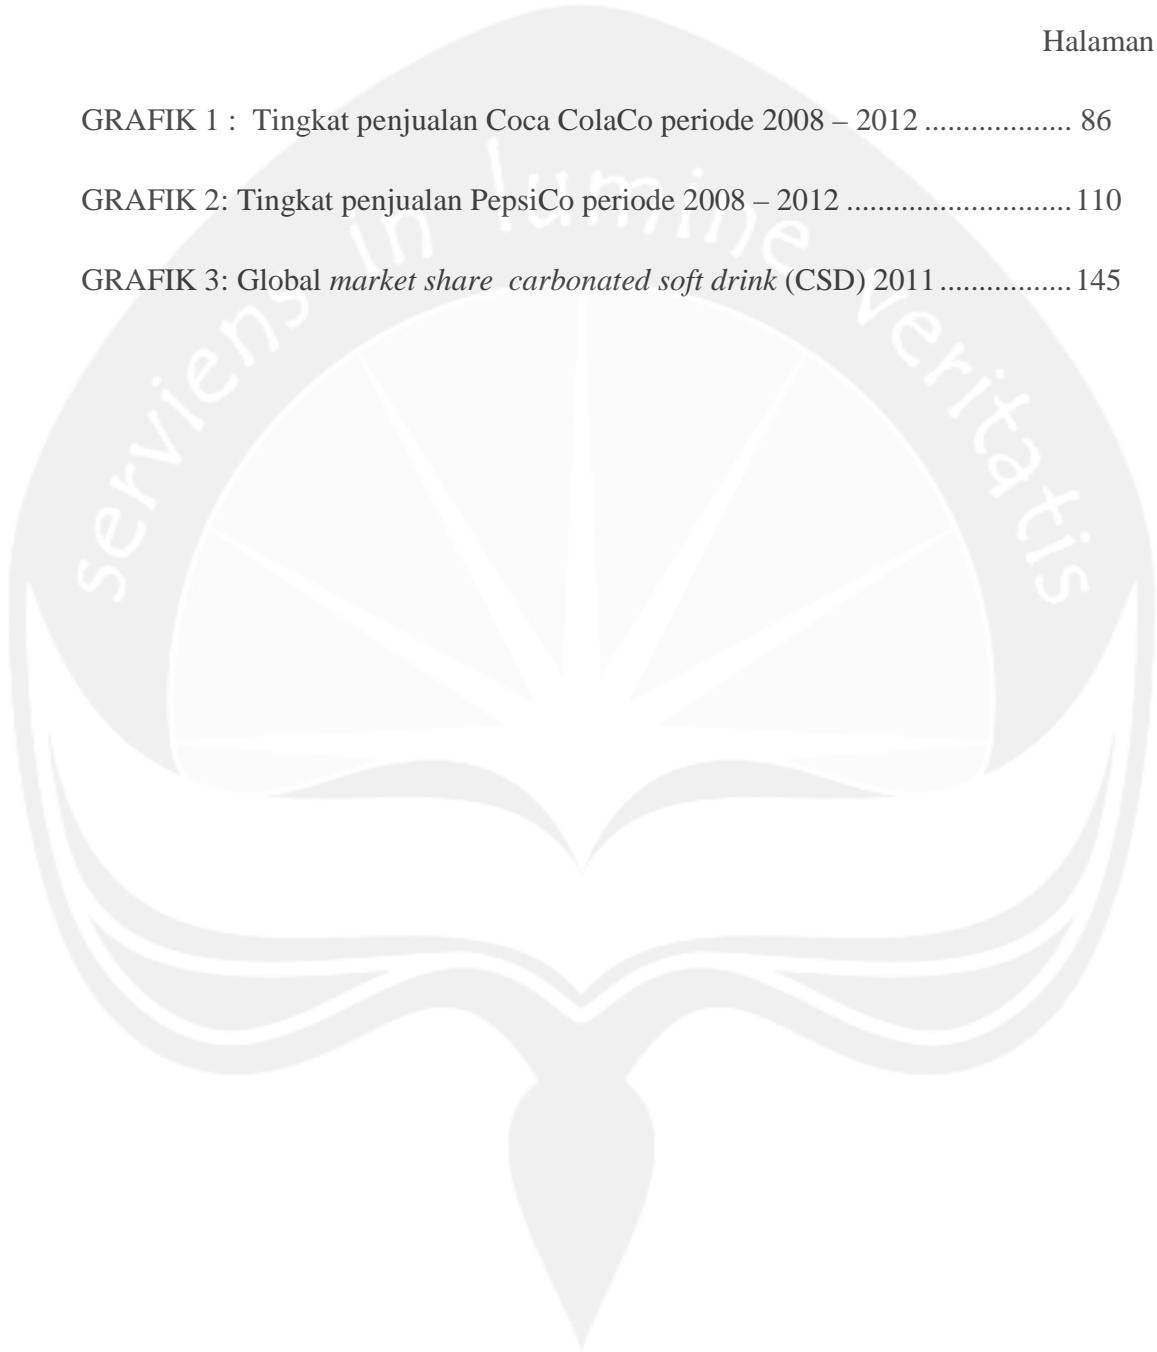 Halaman
GRAFIK 1 :  Tingkat penjualan Coca ColaCo periode 2008 – 2012 ................... 86
GRAFIK 2: Tingkat penjualan PepsiCo periode 2008 – 2012 ............................. 110
GRAFIK 3: Global market share  carbonated soft drink (CSD) 2011 ................. 145
serviens in lumine veritatis